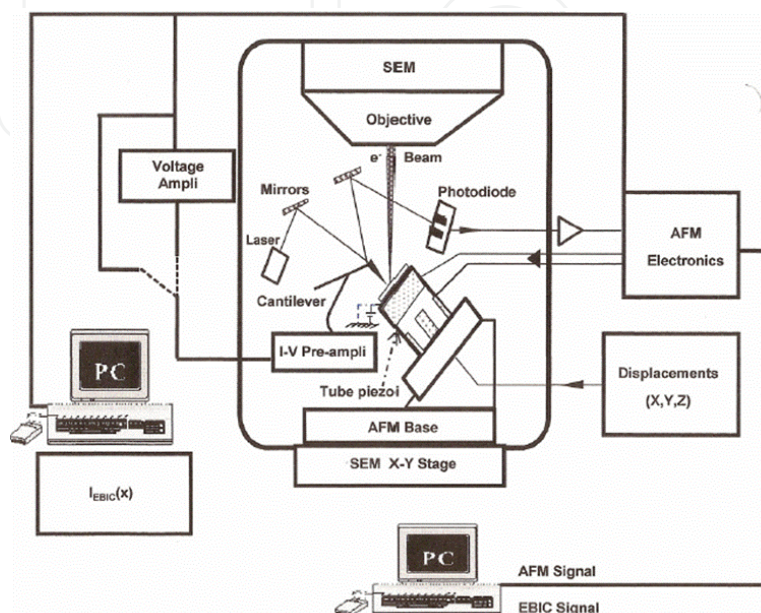 SEM
Objective
e- Beam
Voltage
Ampli
Mirrors
Photodiode
Laser
AFM
Electronics
Cantilever
I-V Pre-ampli
PC
Tube piezoi
Displacements
(X,Y,Z)
AFM Base
SEM X-Y Stage
IEBIC(x)
PC
AFM Signal
EBIC Signal